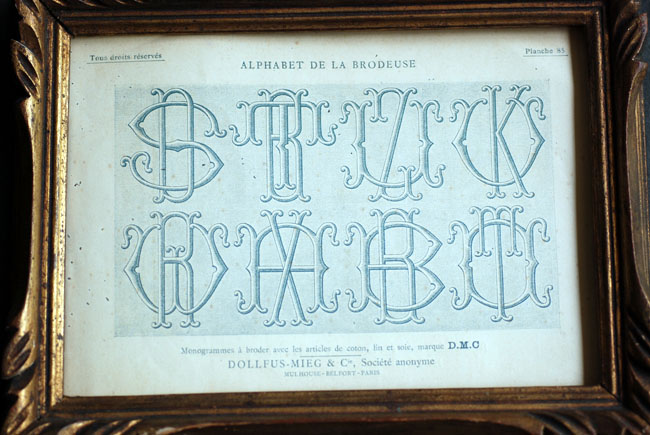 Tous droits réservés
Planche 85
ALPHABET DE LA BRODEUSE
Monogrammes à broder avec les articles de coton, lin et soie, marque D.M.C
DOLLFUS-MIEG & Cie, Société anonyme
MULHOUSE-BELFORT-PARIS